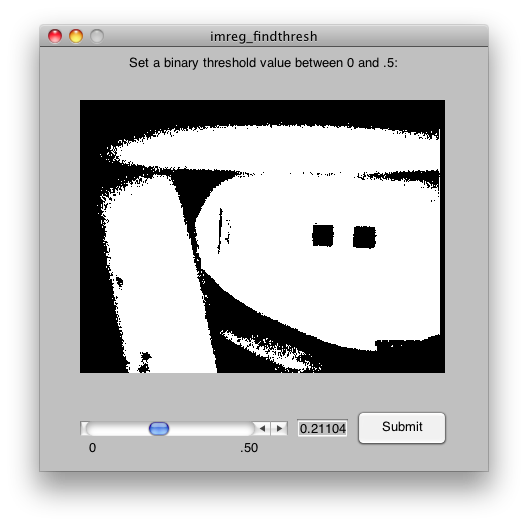 imreg_findthresh
Set a binary threshold value between 0 and .5:
0.21104
Submit
0
.50